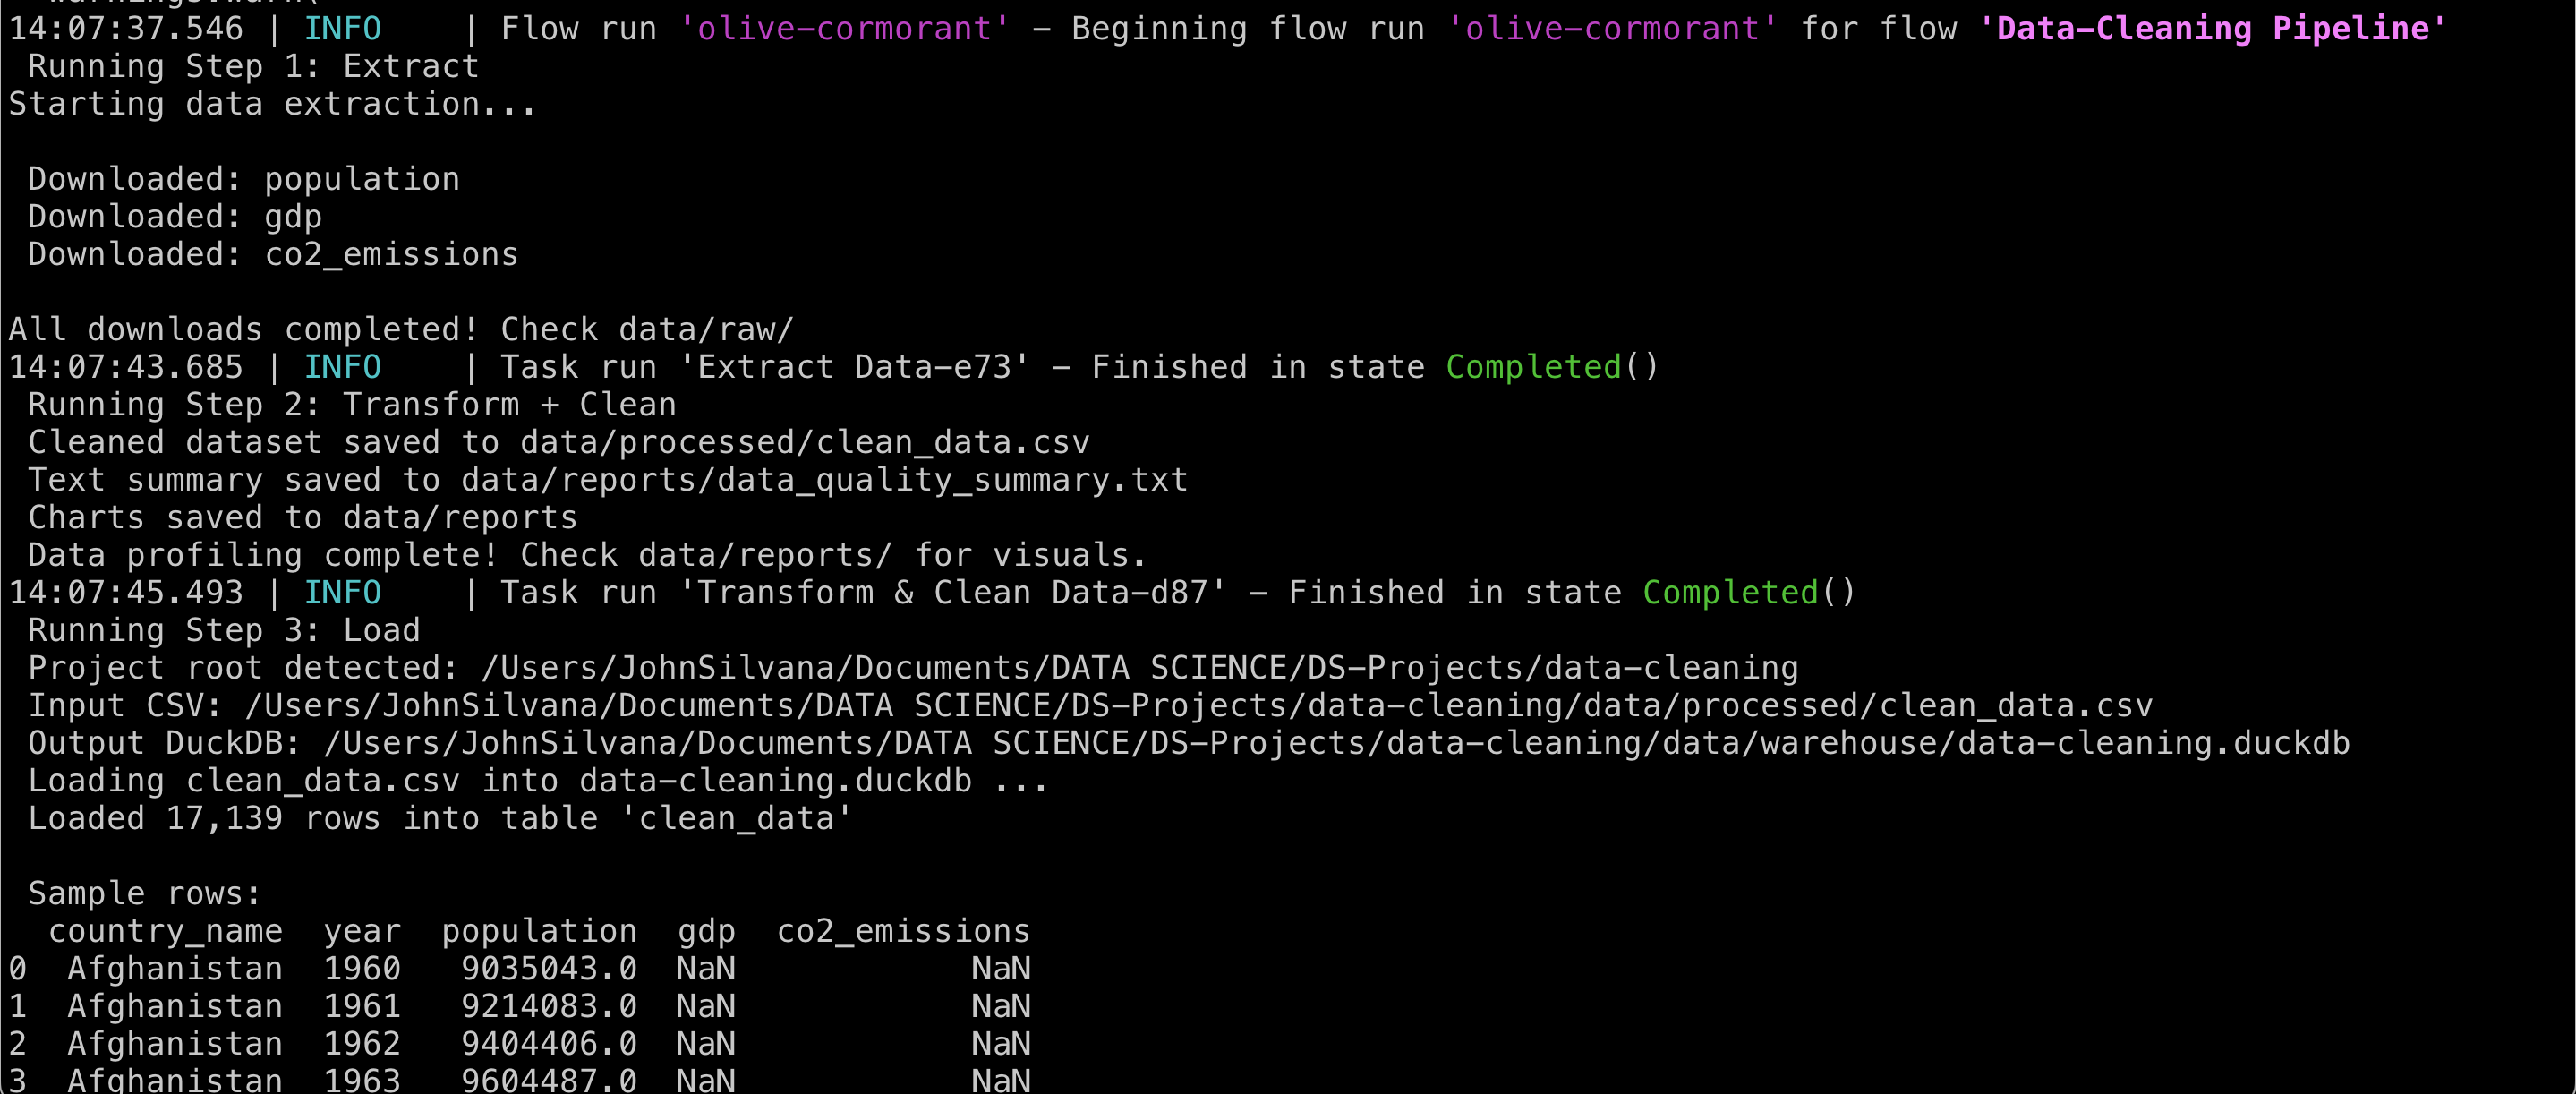 warnings.warn(
14:07:37.546 | INFO    | Flow run 'olive-cormorant' - Beginning flow run 'olive-cormorant' for flow 'Data-Cleaning Pipeline'
 Running Step 1: Extract
Starting data extraction...
 Downloaded: population
 Downloaded: gdp
 Downloaded: co2_emissions
All downloads completed! Check data/raw/
14:07:43.685 | INFO    | Task run 'Extract Data-e73' - Finished in state Completed()
 Running Step 2: Transform + Clean
 Cleaned dataset saved to data/processed/clean_data.csv
 Text summary saved to data/reports/data_quality_summary.txt
 Charts saved to data/reports
 Data profiling complete! Check data/reports/ for visuals.
14:07:45.493 | INFO    | Task run 'Transform & Clean Data-d87' - Finished in state Completed()
 Running Step 3: Load
 Project root detected: /Users/JohnSilvana/Documents/DATA SCIENCE/DS-Projects/data-cleaning
 Input CSV: /Users/JohnSilvana/Documents/DATA SCIENCE/DS-Projects/data-cleaning/data/processed/clean_data.csv
 Output DuckDB: /Users/JohnSilvana/Documents/DATA SCIENCE/DS-Projects/data-cleaning/data/warehouse/data-cleaning.duckdb
 Loading clean_data.csv into data-cleaning.duckdb ...
 Loaded 17,139 rows into table 'clean_data'
 Sample rows:
  country_name  year  population  gdp  co2_emissions
0  Afghanistan  1960   9035043.0  NaN            NaN
1  Afghanistan  1961   9214083.0  NaN            NaN
2  Afghanistan  1962   9404406.0  NaN            NaN
3  Afghanistan  1963   9604487.0  NaN            NaN